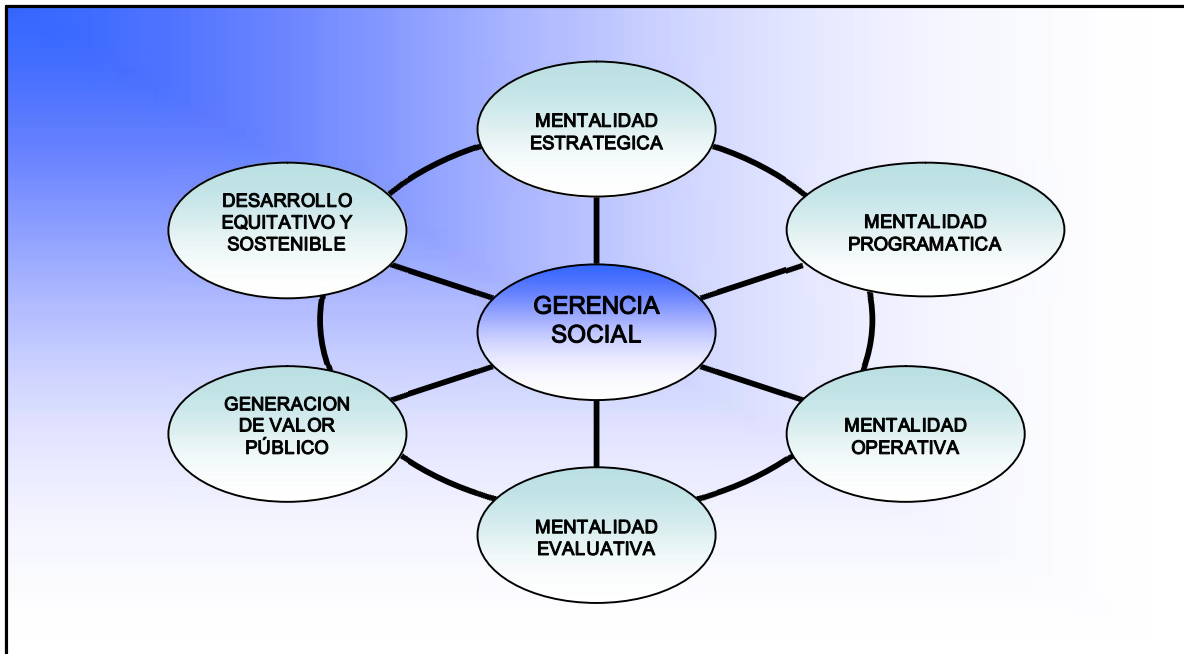 MENTALIDAD
ESTRATEGICA
DESARROLLO
EQUITATIVO Y
SOSTENIBLE
MENTALIDAD
PROGRAMATICA
GERENCIA
SOCIAL
GENERACION
DE VALOR
PÚBLICO
MENTALIDAD
OPERATIVA
MENTALIDAD
EVALUATIVA